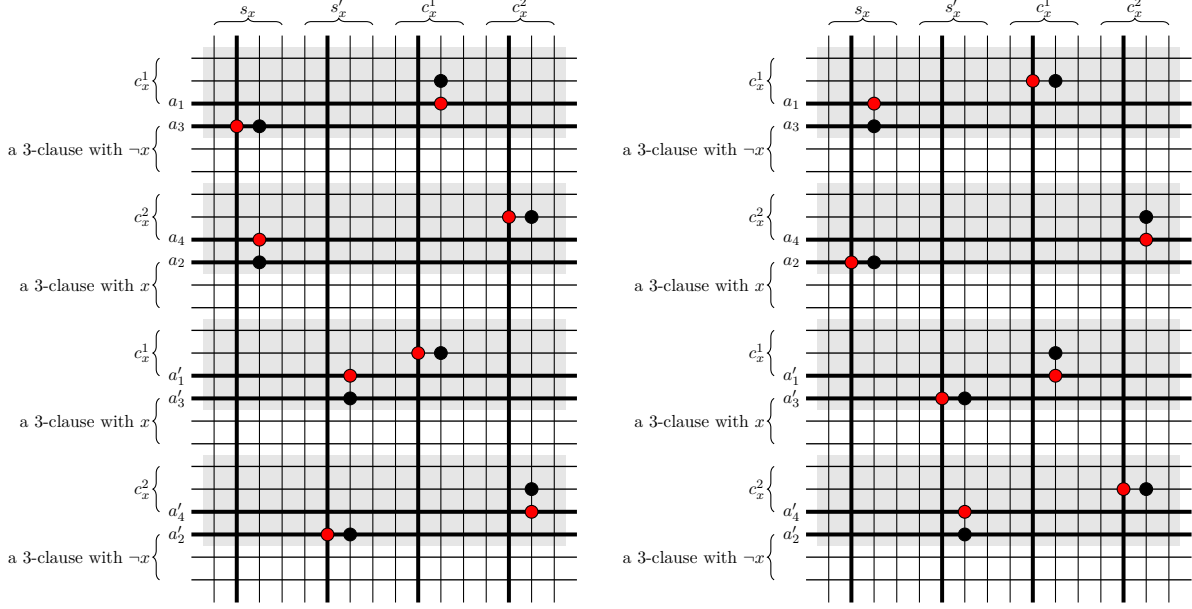 $s_x$ $s'_x$ $c^1_x$ $c^2_x$ $s_x$ $s'_x$ $c^1_x$ $c^2_x$
$c^1_x$ $c^1_x$
$a_1$ $a_1$
$a_3$ $a_3$
a 3-clause with ¬$x$ a 3-clause with ¬$x$
$c^2_x$ $c^2_x$
$a_4$ $a_4$
$a_2$ $a_2$
a 3-clause with $x$ a 3-clause with $x$
$c^1_x$ $c^1_x$
$a'_1$ $a'_1$
$a'_3$ $a'_3$
a 3-clause with $x$ a 3-clause with $x$
$c^2_x$ $c^2_x$
$a'_4$ $a'_4$
$a'_2$ $a'_2$
a 3-clause with ¬$x$ a 3-clause with ¬$x$